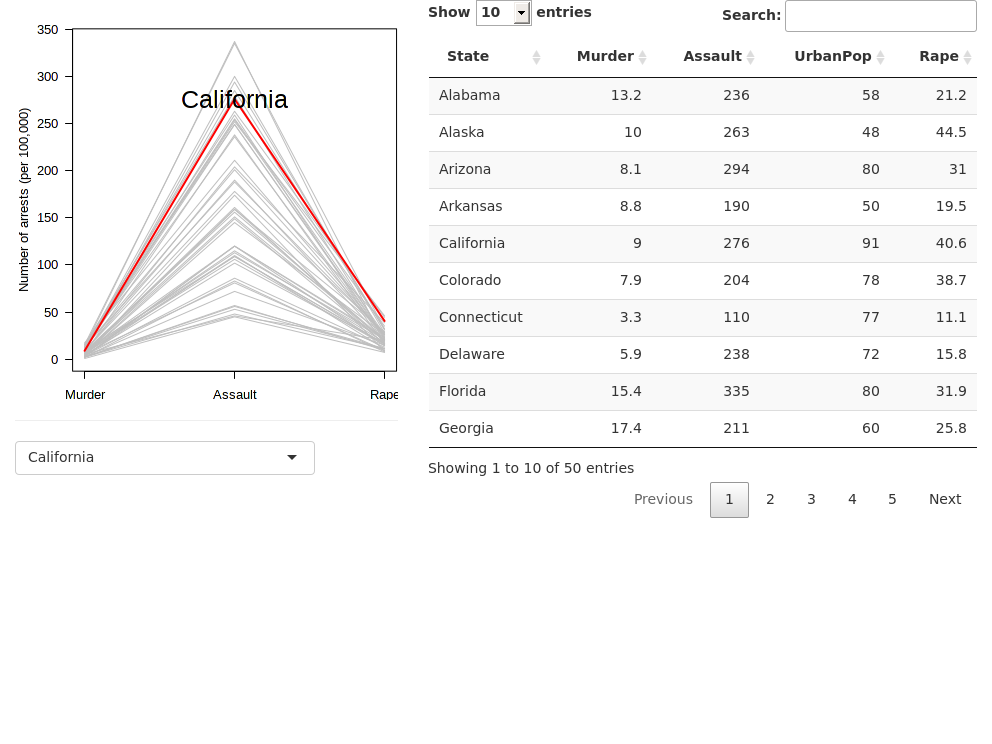 350
300
250
200
150
100
50
0
Number of arrests (per 100,000)
California
Murder Assault Rape
California
Show 10 entries
Search:
State Murder Assault UrbanPop Rape
Alabama 13.2 236 58 21.2
Alaska 10 263 48 44.5
Arizona 8.1 294 80 31
Arkansas 8.8 190 50 19.5
California 9 276 91 40.6
Colorado 7.9 204 78 38.7
Connecticut 3.3 110 77 11.1
Delaware 5.9 238 72 15.8
Florida 15.4 335 80 31.9
Georgia 17.4 211 60 25.8
Showing 1 to 10 of 50 entries
Previous 1 2 3 4 5 Next